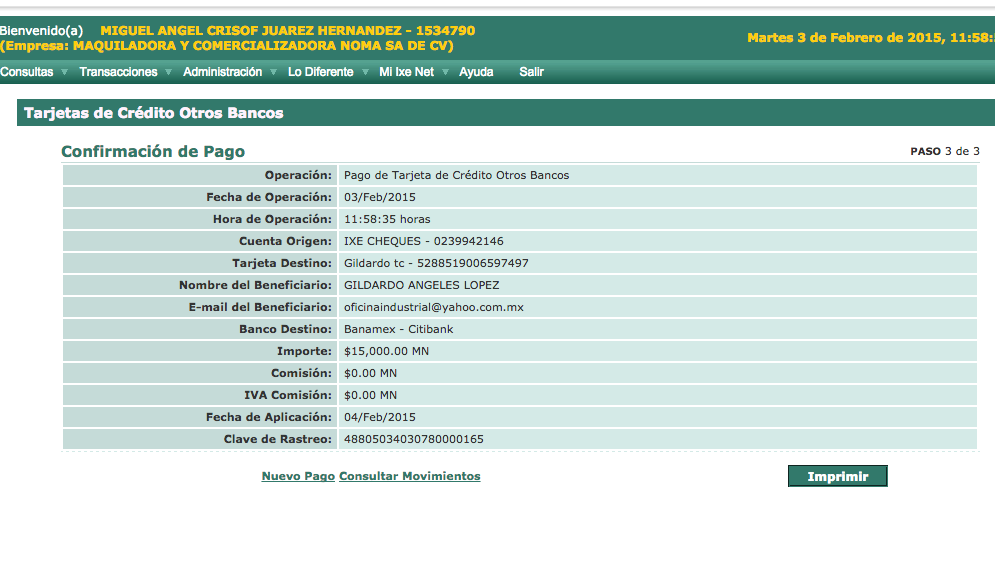 Bienvenido(a) MIGUEL ANGEL CRISOF JUAREZ HERNANDEZ - 1534790
(Empresa: MAQUILADORA Y COMERCIALIZADORA NOMA SA DE CV)
Martes 3 de Febrero de 2015, 11:58:
Consultas Transacciones Administración Lo Diferente Mi Ixe Net Ayuda Salir
Tarjetas de Crédito Otros Bancos
Confirmación de Pago PASO 3 de 3
Operación: Pago de Tarjeta de Crédito Otros Bancos
Fecha de Operación: 03/Feb/2015
Hora de Operación: 11:58:35 horas
Cuenta Origen: IXE CHEQUES - 0239942146
Tarjeta Destino: Gildardo tc - 5288519006597497
Nombre del Beneficiario: GILDARDO ANGELES LOPEZ
E-mail del Beneficiario: oficinaindustrial@yahoo.com.mx
Banco Destino: Banamex - Citibank
Importe: $15,000.00 MN
Comisión: $0.00 MN
IVA Comisión: $0.00 MN
Fecha de Aplicación: 04/Feb/2015
Clave de Rastreo: 48805034030780000165
Nuevo Pago Consultar Movimientos Imprimir